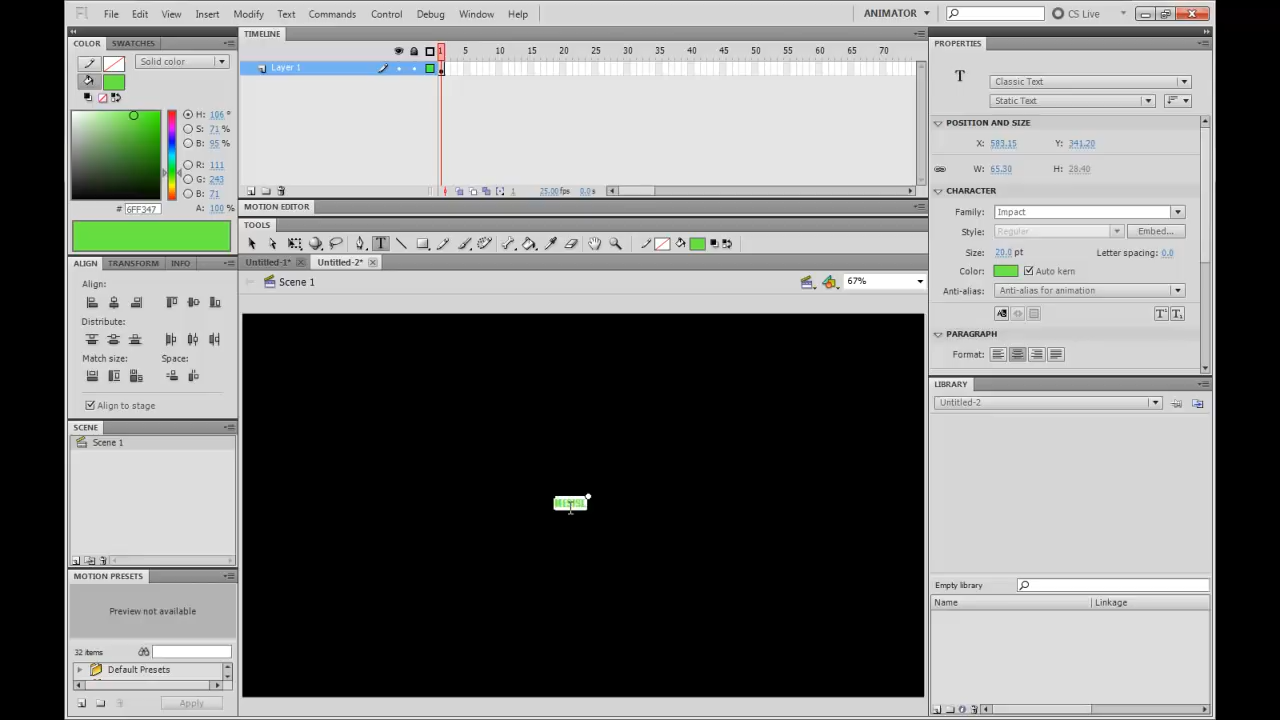 Fl File Edit View Insert Modify Text Commands Control Debug Window Help ANIMATOR CS Live
COLOR SWATCHES
Solid color
H: 106 °
S: 71 %
B: 95 %
R: 111
G: 243
B: 71
# 6FF347 A: 100 %
ALIGN TRANSFORM INFO
Align:
Distribute:
Match size: Space:
Align to stage
SCENE
Scene 1
MOTION PRESETS
Preview not available
32 items
Default Presets
Apply
TIMELINE
1 5 10 15 20 25 30 35 40 45 50 55 60 65 70
Layer 1
1 25.00fps 0.0s
MOTION EDITOR
TOOLS
Untitled-1* Untitled-2*
Scene 1 67%
PROPERTIES
T Classic Text
Static Text
POSITION AND SIZE
X: 583.15 Y: 341.20
W: 65.30 H: 28.40
CHARACTER
Family: Impact
Style: Regular Embed...
Size: 20.0 pt Letter spacing: 0.0
Color: Auto kern
Anti-alias: Anti-alias for animation
PARAGRAPH
Format:
LIBRARY
Untitled-2
Empty library
Name Linkage